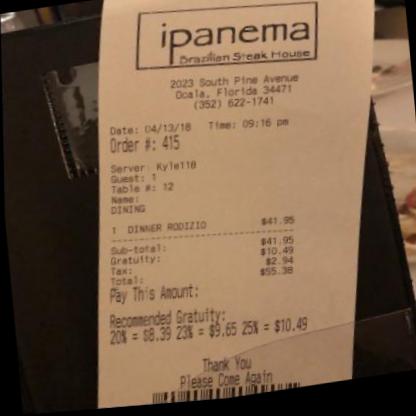 ipanema
Brazilian Steak House
2023 South Pine Avenue
Ocala, Florida 34471
(352) 622-1741
Date: 04/13/18 Time: 09:16 pm
Order #: 415
Server: Kyle110
Guest: 1
Table #: 12
Name:
DINING
1 DINNER RODIZIO $41.95
Sub-total: $41.95
Gratuity: $10.49
Tax: $2.94
Total: $55.38
Pay This Amount:
Recommended Gratuity:
20% = $8.39 23% = $9.65 25% = $10.49
Thank You
Please Come Again